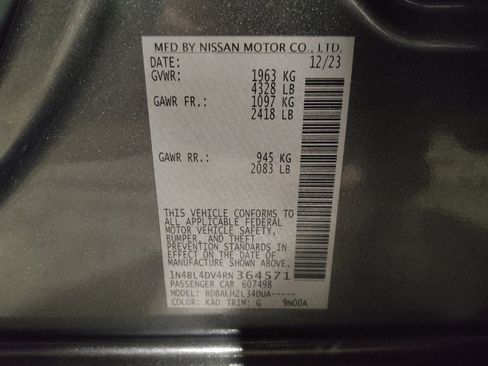 MFD BY NISSAN MOTOR CO., LTD.
DATE: 12/23
GVWR: 1963 KG
4328 LB
GAWR FR.: 1097 KG
2418 LB
GAWR RR.: 945 KG
2083 LB
THIS VEHICLE CONFORMS TO
ALL APPLICABLE FEDERAL
MOTOR VEHICLE SAFETY,
BUMPER, AND THEFT
PREVENTION STANDARDS IN
EFFECT ON THE DATE OF
MANUFACTURE SHOWN ABOVE.
1N4BL4DV4RN364571
PASSENGER CAR 607498
MODEL: BDBALHZL34DUA-----
COLOR: KAD TRIM: G 9N00A